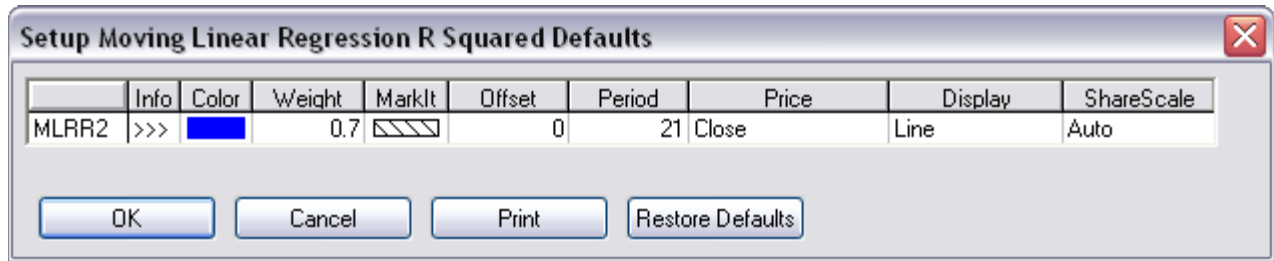 Setup Moving Linear Regression R Squared Defaults
Info Color Weight MarkIt Offset Period Price Display ShareScale
MLRR2 >>> 0.7 0 21 Close Line Auto
OK Cancel Print Restore Defaults